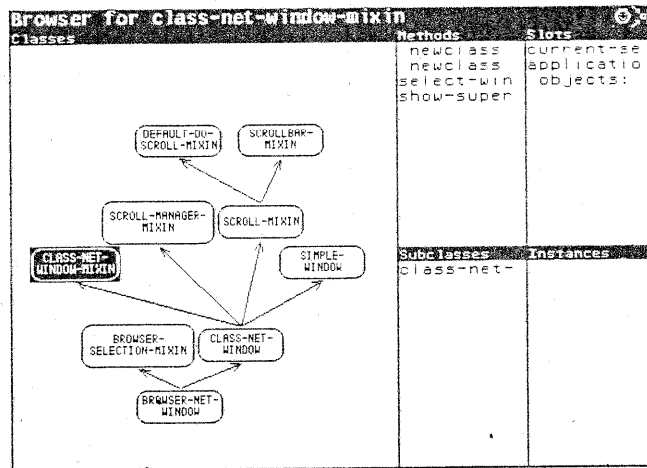 Browser for class-net-window-mixin
Classes
Methods
Slots
newclass
newclass
select-win
show-super
current-se
applicatio
objects:
DEFAULT-DO-
SCROLL-MIXIN
SCROLLBAR-
MIXIN
SCROLL-MANAGER-
MIXIN
SCROLL-MIXIN
CLASS-NET-
WINDOW-MIXIN
SIMPLE-
WINDOW
BROWSER-
SELECTION-MIXIN
CLASS-NET-
WINDOW
BROWSER-NET-
WINDOW
Subclasses
class-net-
Instances